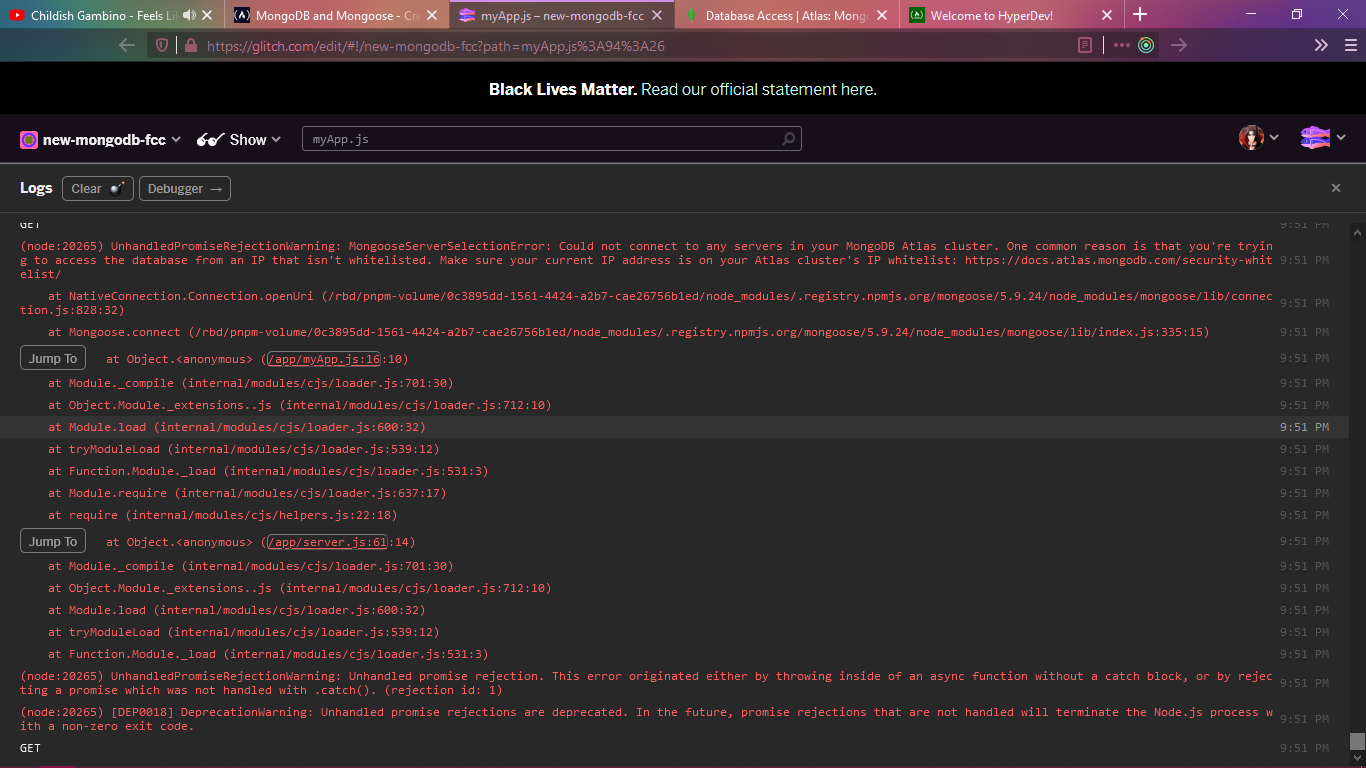 Childish Gambino - Feels Li
MongoDB and Mongoose - Cre
myApp.js – new-mongodb-fcc
Database Access | Atlas: Mong
Welcome to HyperDev!
https://glitch.com/edit/#!/new-mongodb-fcc?path=myApp.js%3A94%3A26
Black Lives Matter. Read our official statement here.
new-mongodb-fcc
Show
myApp.js
Logs
Clear
Debugger →
GET 9:51 PM
(node:20265) UnhandledPromiseRejectionWarning: MongooseServerSelectionError: Could not connect to any servers in your MongoDB Atlas cluster. One common reason is that you're tryin
g to access the database from an IP that isn't whitelisted. Make sure your current IP address is on your Atlas cluster's IP whitelist: https://docs.atlas.mongodb.com/security-whit 9:51 PM
elist/
at NativeConnection.Connection.openUri (/rbd/pnpm-volume/0c3895dd-1561-4424-a2b7-cae26756b1ed/node_modules/.registry.npmjs.org/mongoose/5.9.24/node_modules/mongoose/lib/connec 9:51 PM
tion.js:828:32)
at Mongoose.connect (/rbd/pnpm-volume/0c3895dd-1561-4424-a2b7-cae26756b1ed/node_modules/.registry.npmjs.org/mongoose/5.9.24/node_modules/mongoose/lib/index.js:335:15) 9:51 PM
Jump To at Object.<anonymous> (/app/myApp.js:16:10) 9:51 PM
at Module._compile (internal/modules/cjs/loader.js:701:30) 9:51 PM
at Object.Module._extensions..js (internal/modules/cjs/loader.js:712:10) 9:51 PM
at Module.load (internal/modules/cjs/loader.js:600:32) 9:51 PM
at tryModuleLoad (internal/modules/cjs/loader.js:539:12) 9:51 PM
at Function.Module._load (internal/modules/cjs/loader.js:531:3) 9:51 PM
at Module.require (internal/modules/cjs/loader.js:637:17) 9:51 PM
at require (internal/modules/cjs/helpers.js:22:18) 9:51 PM
Jump To at Object.<anonymous> (/app/server.js:61:14) 9:51 PM
at Module._compile (internal/modules/cjs/loader.js:701:30) 9:51 PM
at Object.Module._extensions..js (internal/modules/cjs/loader.js:712:10) 9:51 PM
at Module.load (internal/modules/cjs/loader.js:600:32) 9:51 PM
at tryModuleLoad (internal/modules/cjs/loader.js:539:12) 9:51 PM
at Function.Module._load (internal/modules/cjs/loader.js:531:3) 9:51 PM
(node:20265) UnhandledPromiseRejectionWarning: Unhandled promise rejection. This error originated either by throwing inside of an async function without a catch block, or by rejec 9:51 PM
ting a promise which was not handled with .catch(). (rejection id: 1)
(node:20265) [DEP0018] DeprecationWarning: Unhandled promise rejections are deprecated. In the future, promise rejections that are not handled will terminate the Node.js process w 9:51 PM
ith a non-zero exit code.
GET 9:51 PM